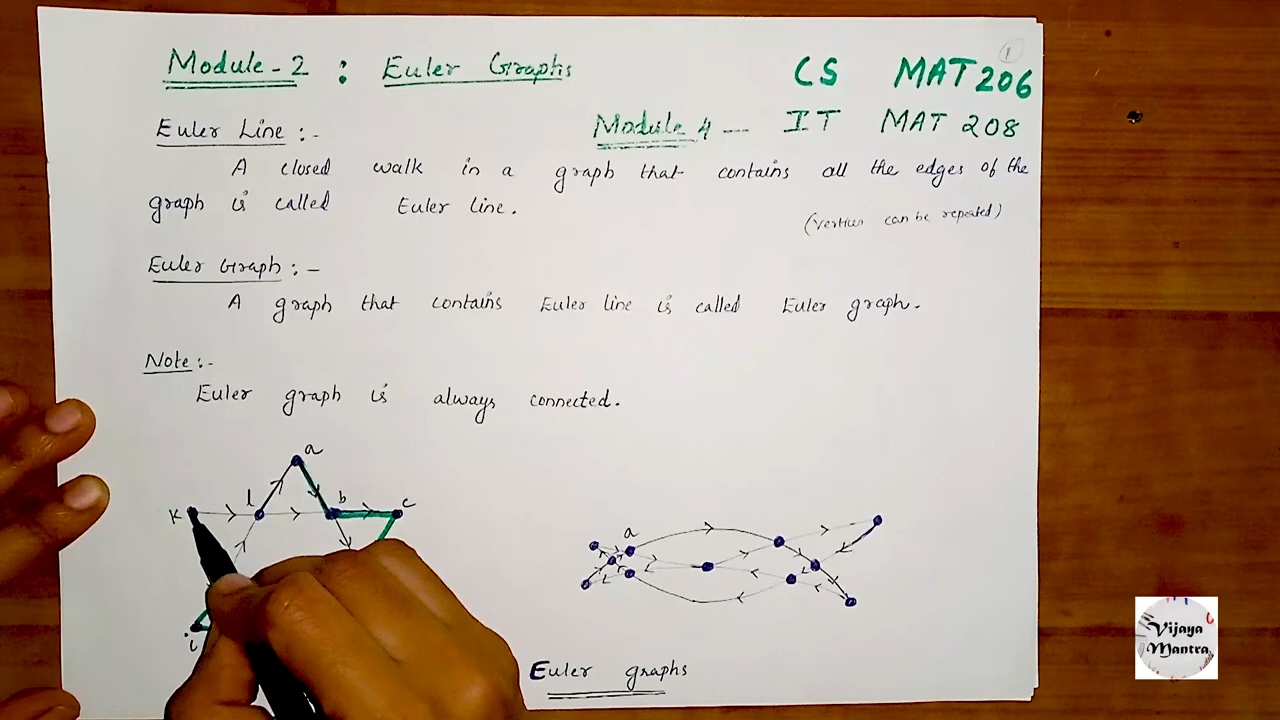 1
Module-2 : Euler Graphs
CS MAT206
Module 4 -- IT MAT 208
Euler Line :-
A closed walk in a graph that contains all the edges of the
graph is called Euler line.
(vertices can be repeated)
Euler Graph :-
A graph that contains Euler line is called Euler graph.
Note :-
Euler graph is always connected.
a
K l b c
a
i
Euler graphs
Vijaya
Mantra